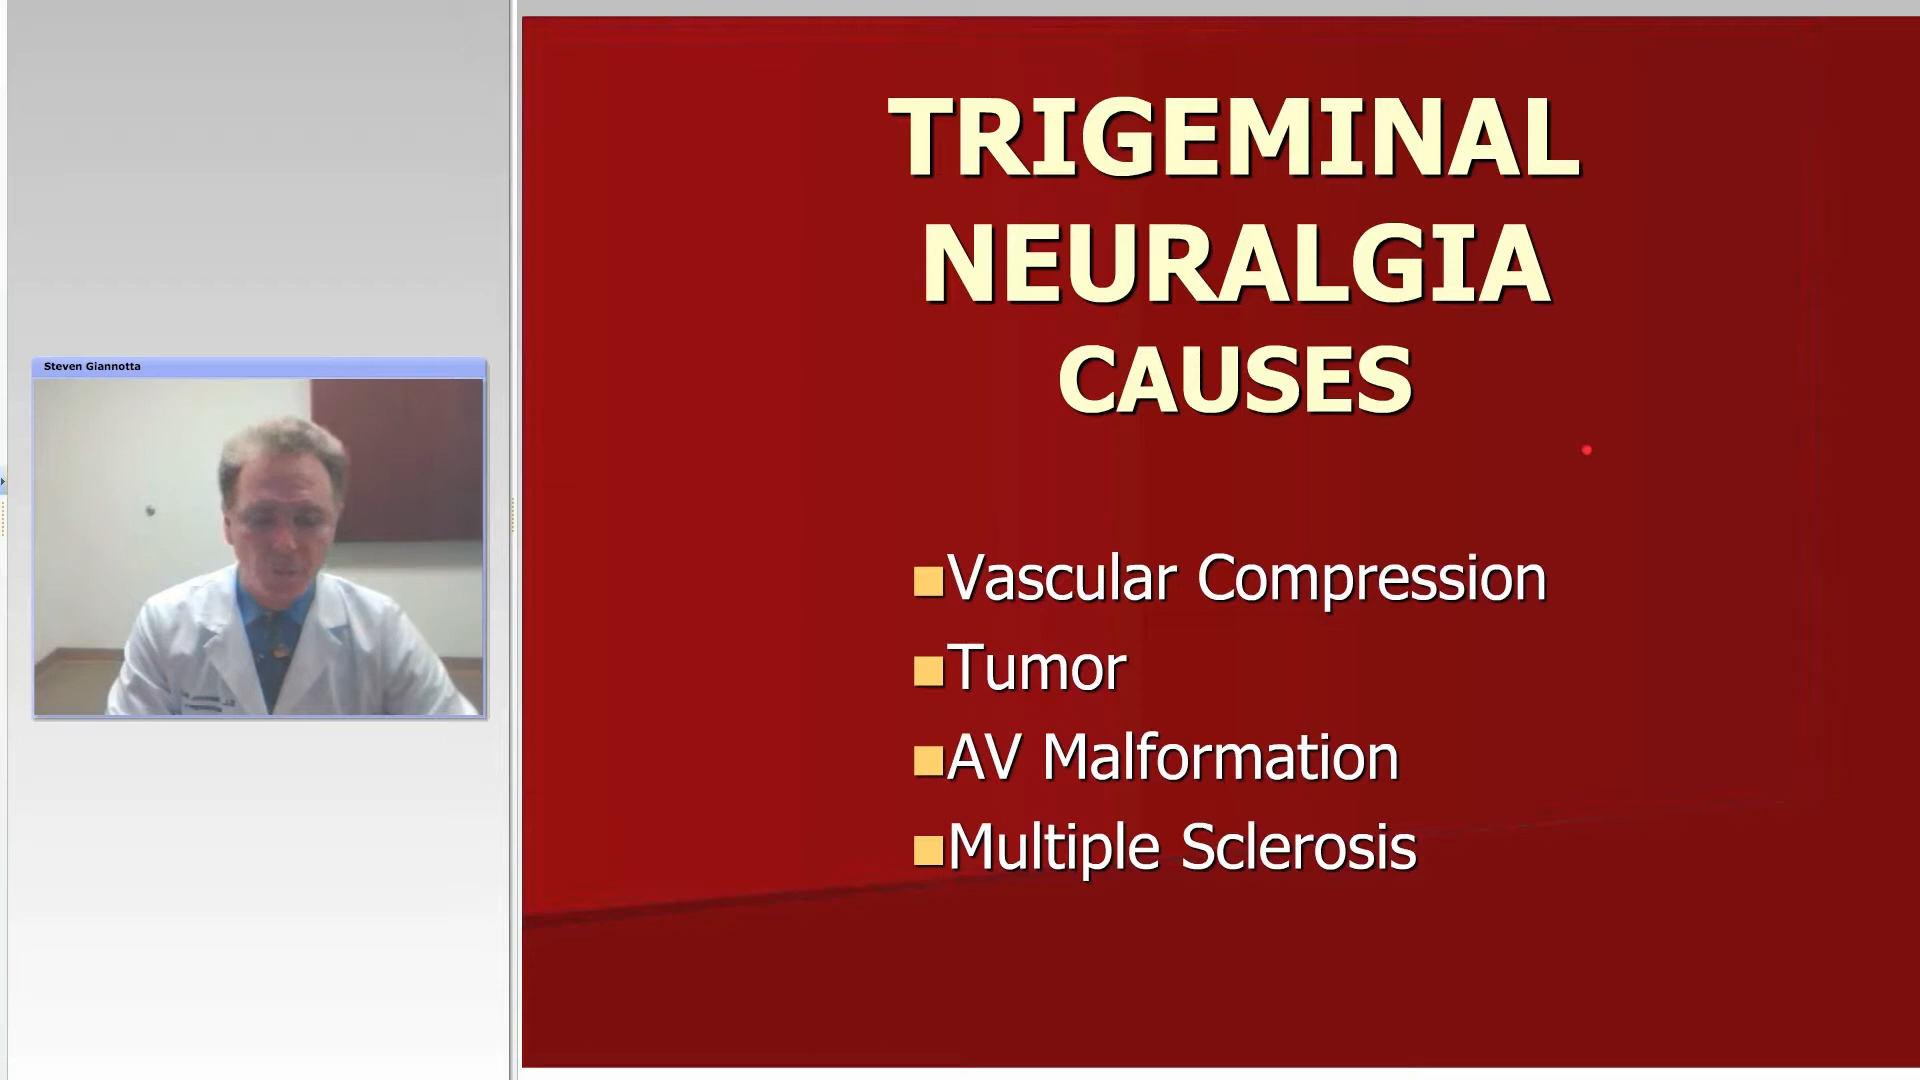 Steven Giannotta
TRIGEMINAL
NEURALGIA
CAUSES
Vascular Compression
Tumor
AV Malformation
Multiple Sclerosis